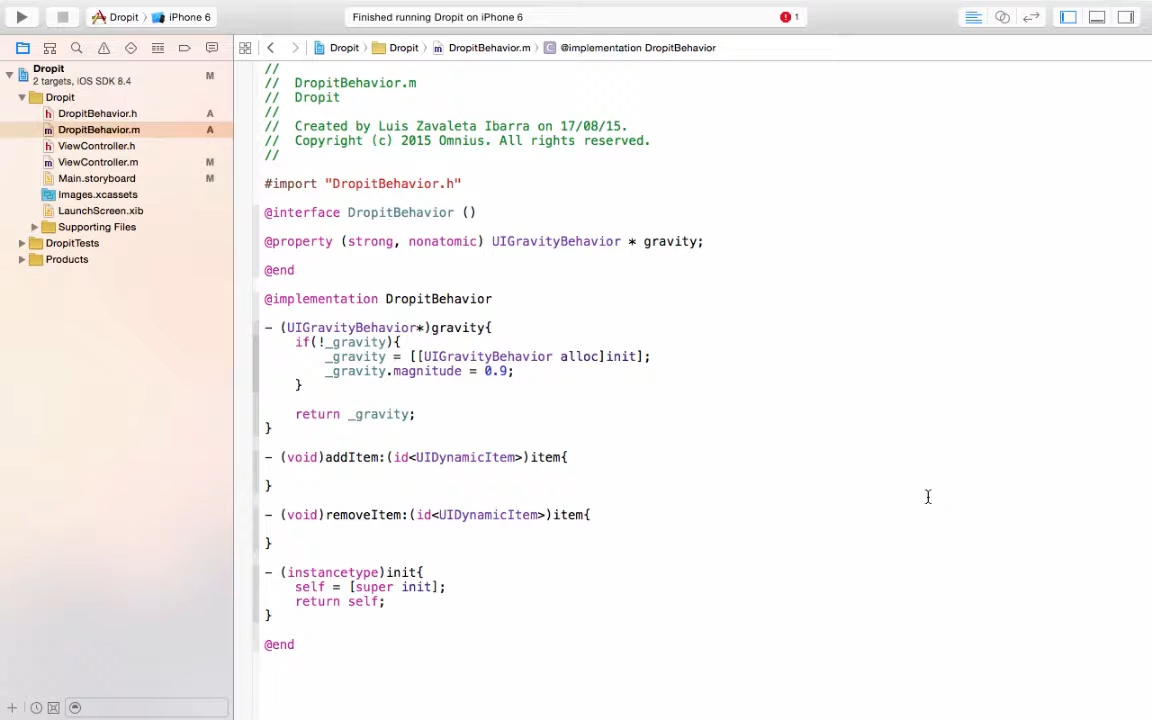 Dropit
iPhone 6
Finished running Dropit on iPhone 6
1
Dropit
Dropit
DropitBehavior.m
@implementation DropitBehavior
Dropit
2 targets, iOS SDK 8.4
M
Dropit
DropitBehavior.h
A
DropitBehavior.m
A
ViewController.h
ViewController.m
M
Main.storyboard
M
Images.xcassets
LaunchScreen.xib
Supporting Files
DropitTests
Products
//
//  DropitBehavior.m
//  Dropit
//
//  Created by Luis Zavaleta Ibarra on 17/08/15.
//  Copyright (c) 2015 Omnius. All rights reserved.
//
#import "DropitBehavior.h"
@interface DropitBehavior ()
@property (strong, nonatomic) UIGravityBehavior * gravity;
@end
@implementation DropitBehavior
- (UIGravityBehavior*)gravity{
if(!_gravity){
_gravity = [[UIGravityBehavior alloc]init];
_gravity.magnitude = 0.9;
}
return _gravity;
}
- (void)addItem:(id<UIDynamicItem>)item{
}
- (void)removeItem:(id<UIDynamicItem>)item{
}
- (instancetype)init{
self = [super init];
return self;
}
@end